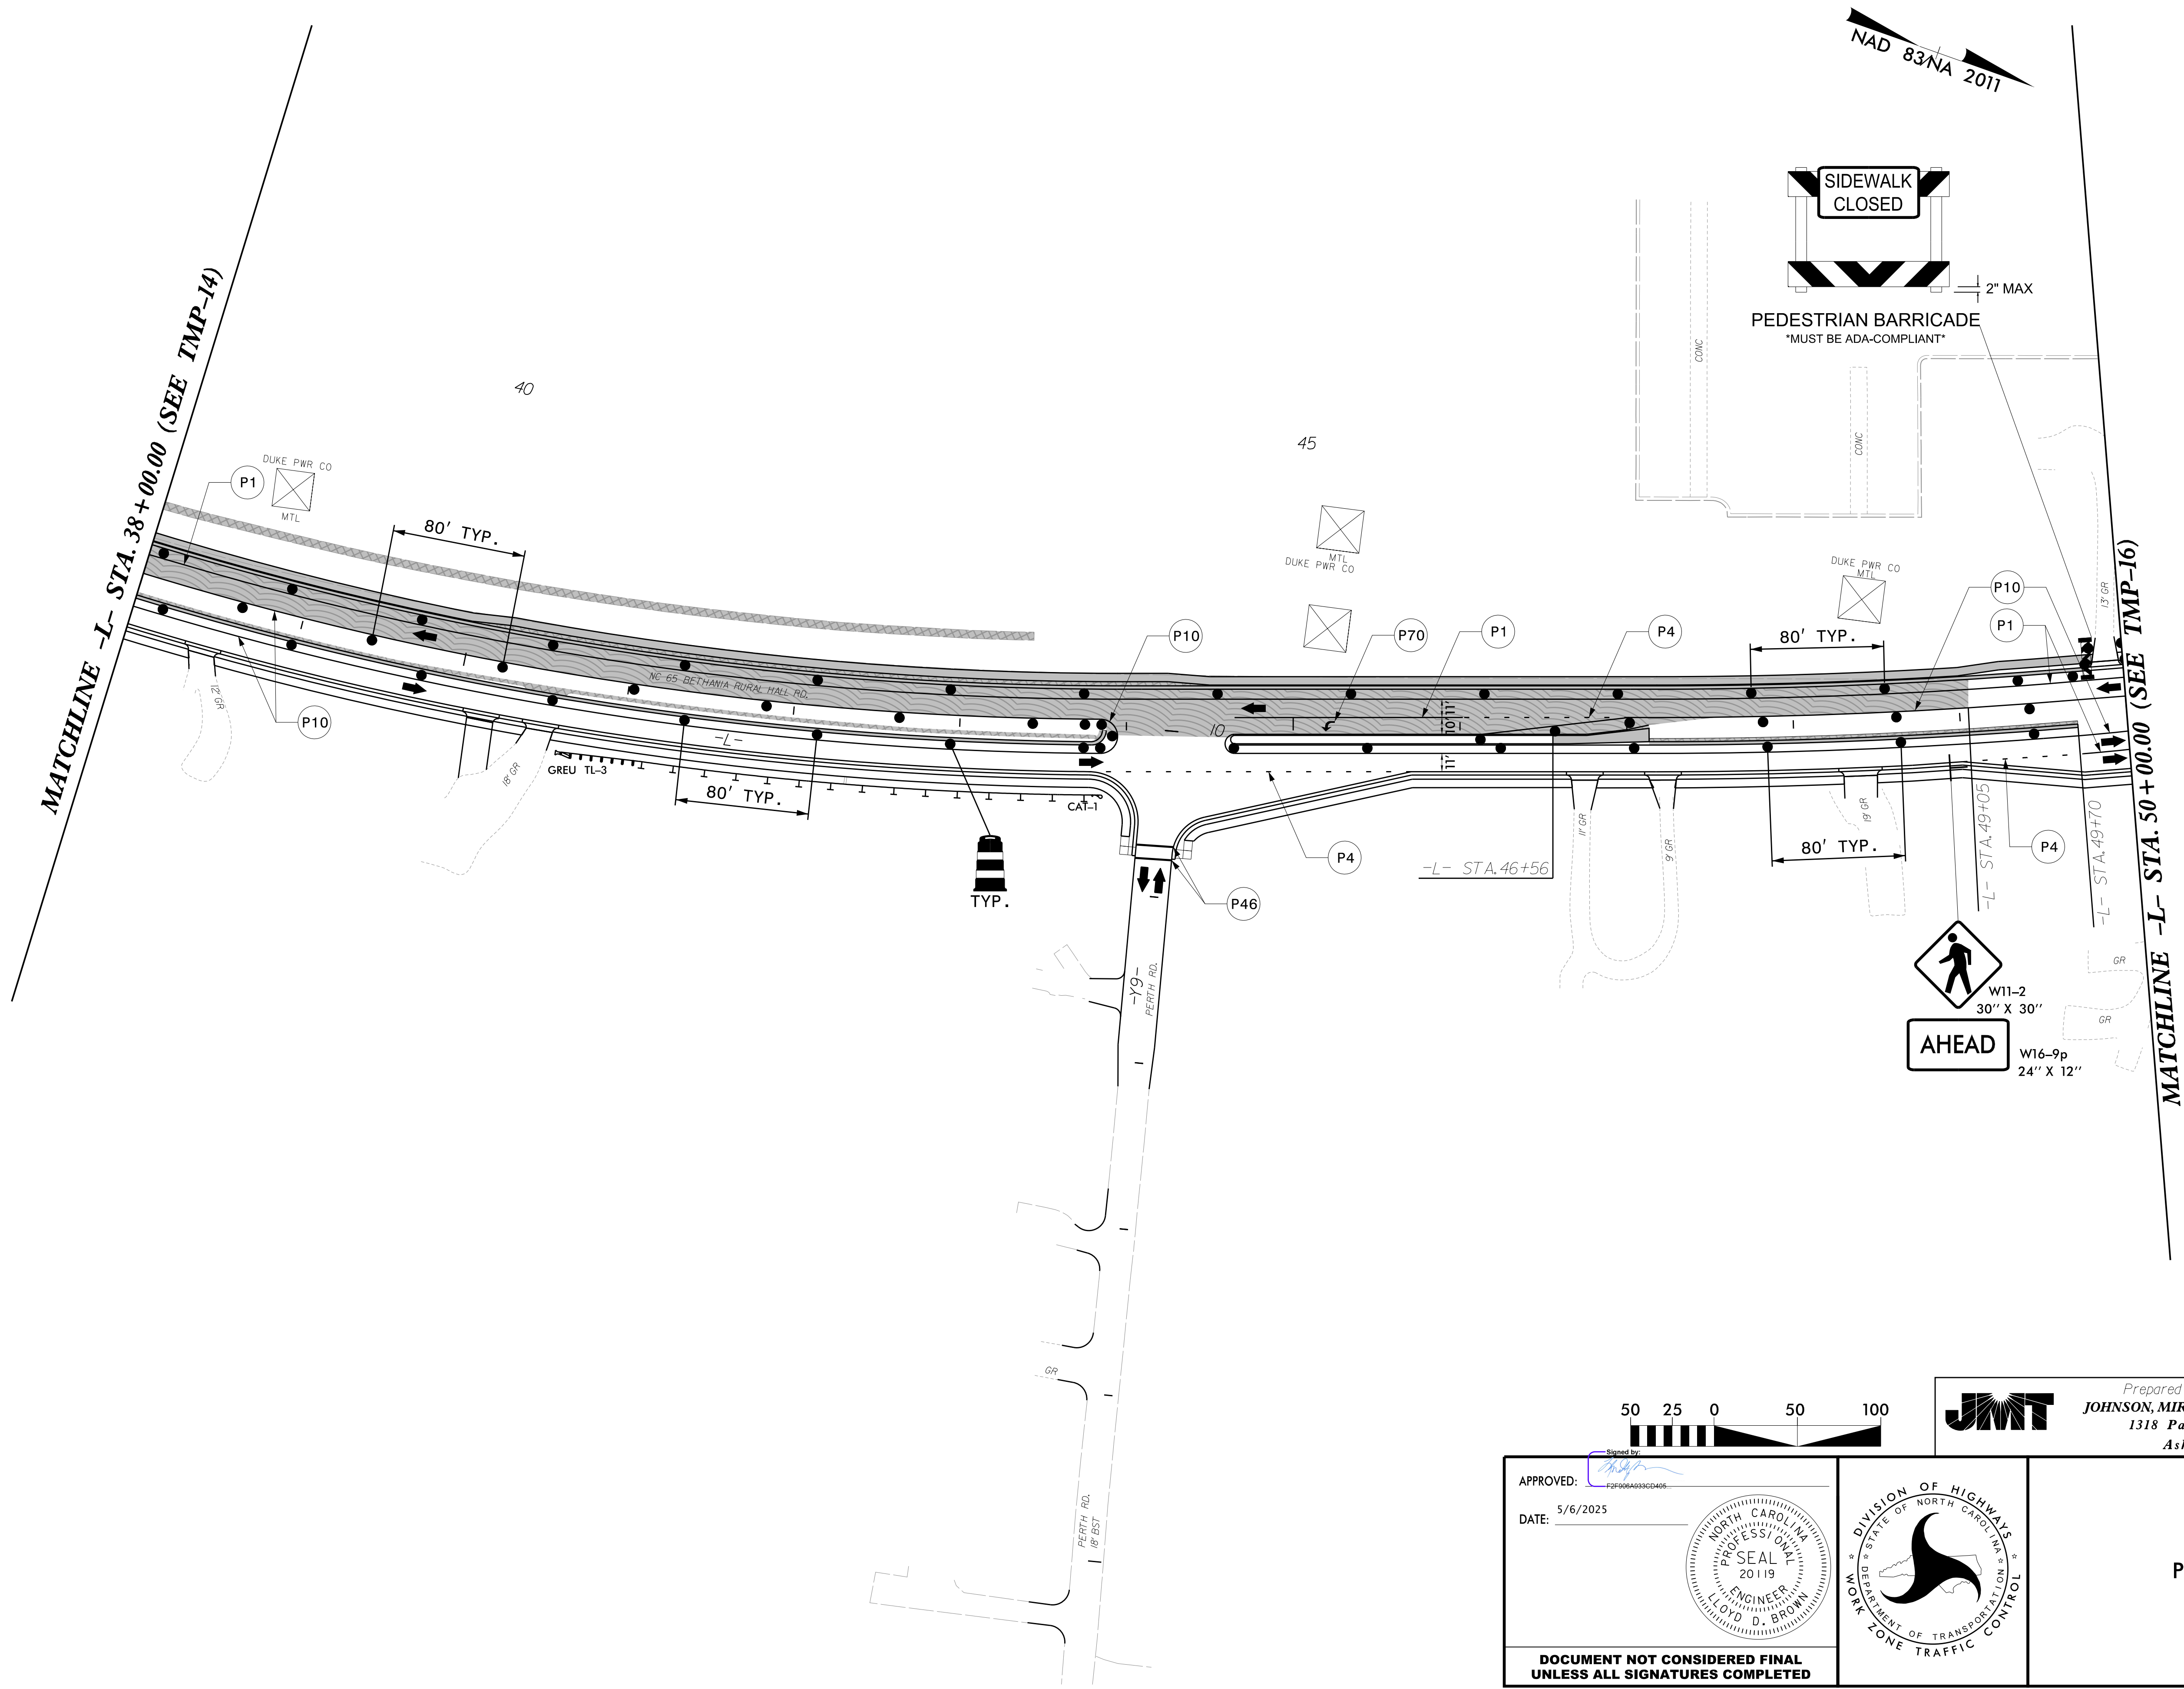 NAD 83/NA 2011
SIDEWALK
CLOSED
2" MAX
PEDESTRIAN BARRICADE
*MUST BE ADA-COMPLIANT*
CONC
CONC
MATCHLINE -L- STA. 38+00.00 (SEE TMP-14)
40
45
DUKE PWR CO
MTL
P1
80' TYP.
MTL
DUKE PWR CO
DUKE PWR CO
MTL
13' GR
P10
P10
P70
P1
P4
80' TYP.
P1
NC 65 BETHANIA RURAL HALL RD.
12' GR
P10
-L-
10
11'
10'
11'
18' GR
GREU TL-3
80' TYP.
CAT-1
TYP.
P4
P46
-L- STA.46+56
11' GR
9' GR
19' GR
80' TYP.
-L- STA.49+05
P4
-L- STA.49+70
MATCHLINE -L- STA. 50+00.00 (SEE TMP-16)
W11-2
30'' X 30''
AHEAD
W16-9p
24'' X 12''
GR
GR
-Y9-
PERTH RD.
GR
PERTH RD.
18' BST
50 25 0 50 100
Prepared
JOHNSON, MIR
1318 Pa
As
JMT
Signed by:
APPROVED:
F2F906A933CD405...
DATE: 5/6/2025
NORTH CAROLINA
PROFESSIONAL
SEAL
20119
ENGINEER
LLOYD D. BROWN
DIVISION OF HIGHWAYS
STATE OF NORTH CAROLINA
DEPARTMENT OF TRANSPORTATION
WORK ZONE TRAFFIC CONTROL
P
DOCUMENT NOT CONSIDERED FINAL
UNLESS ALL SIGNATURES COMPLETED